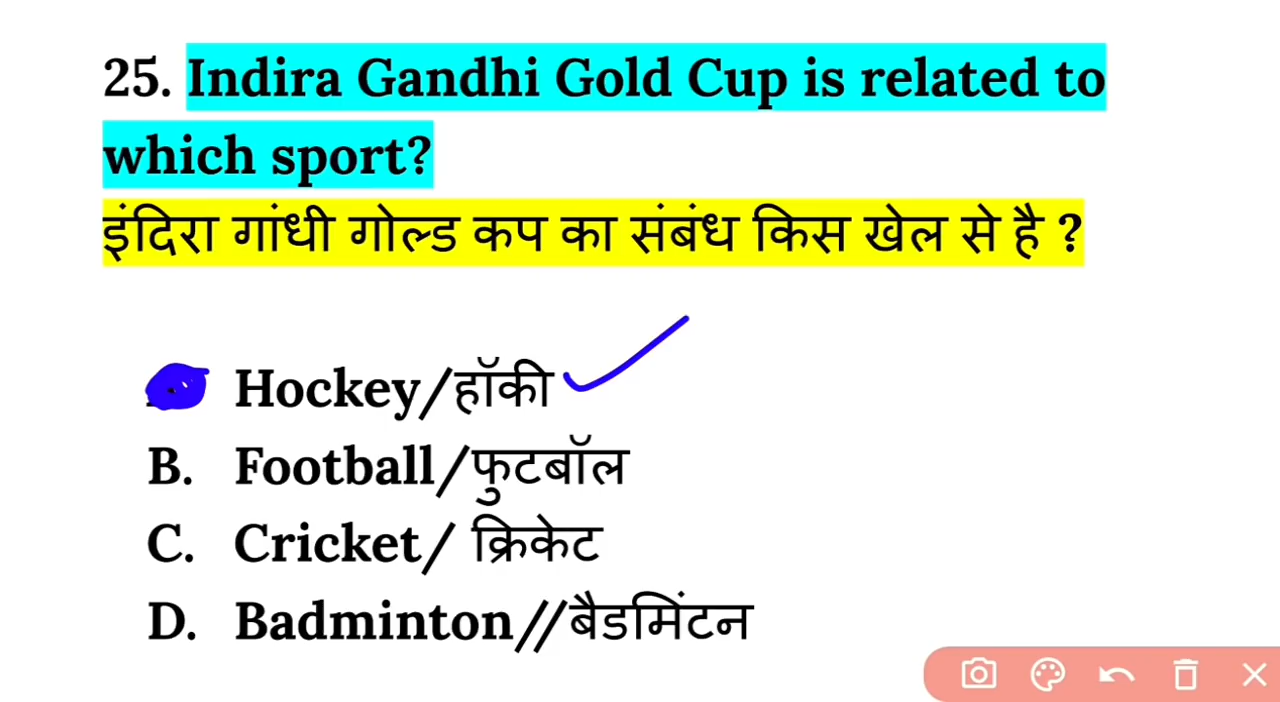 25. Indira Gandhi Gold Cup is related to
which sport?
इंदिरा गांधी गोल्ड कप का संबंध किस खेल से है ?
Hockey/हॉकी
B. Football/फुटबॉल
C. Cricket/ क्रिकेट
D. Badminton//बैडमिंटन